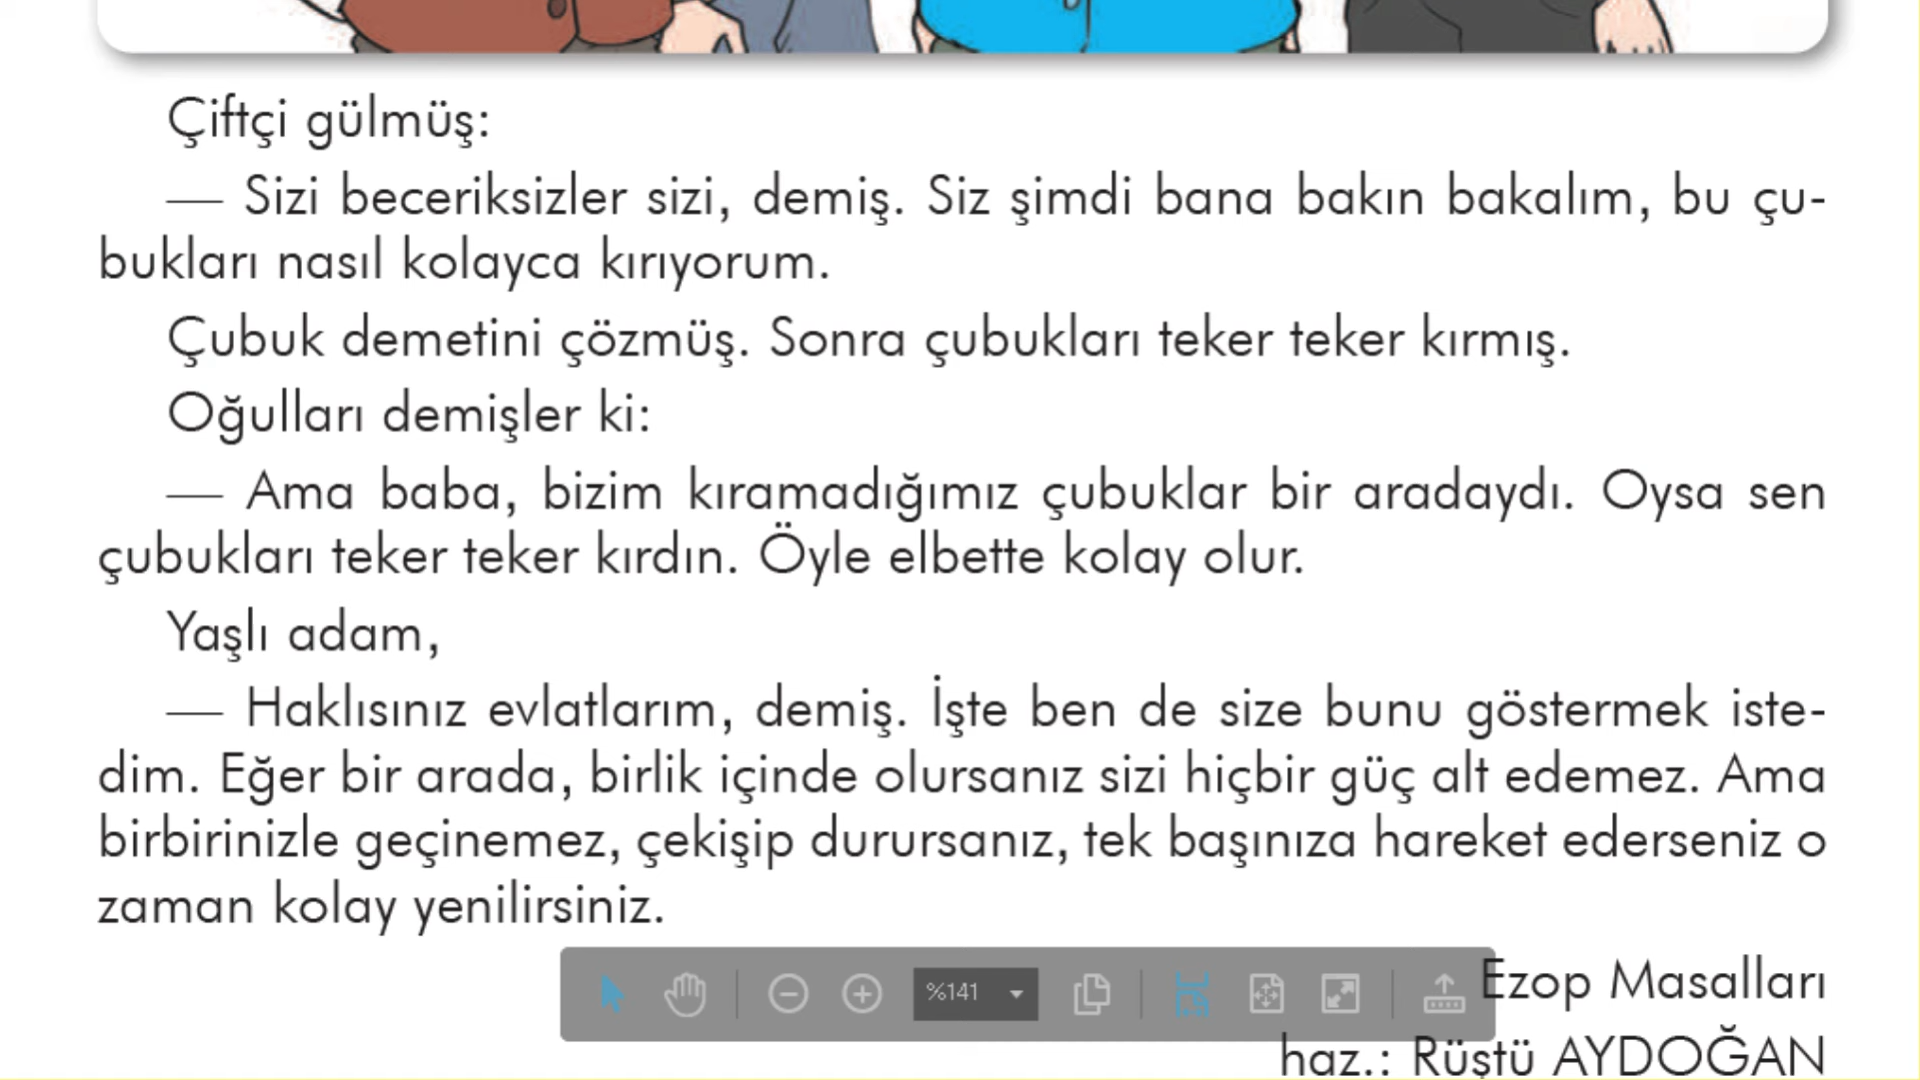 Çiftçi gülmüş:
— Sizi beceriksizler sizi, demiş. Siz şimdi bana bakın bakalım, bu çu-
bukları nasıl kolayca kırıyorum.
Çubuk demetini çözmüş. Sonra çubukları teker teker kırmış.
Oğulları demişler ki:
— Ama baba, bizim kıramadığımız çubuklar bir aradaydı. Oysa sen
çubukları teker teker kırdın. Öyle elbette kolay olur.
Yaşlı adam,
— Haklısınız evlatlarım, demiş. İşte ben de size bunu göstermek iste-
dim. Eğer bir arada, birlik içinde olursanız sizi hiçbir güç alt edemez. Ama
birbirinizle geçinemez, çekişip durursanız, tek başınıza hareket ederseniz o
zaman kolay yenilirsiniz.
%141
Ezop Masalları
haz.: Rüştü AYDOĞAN